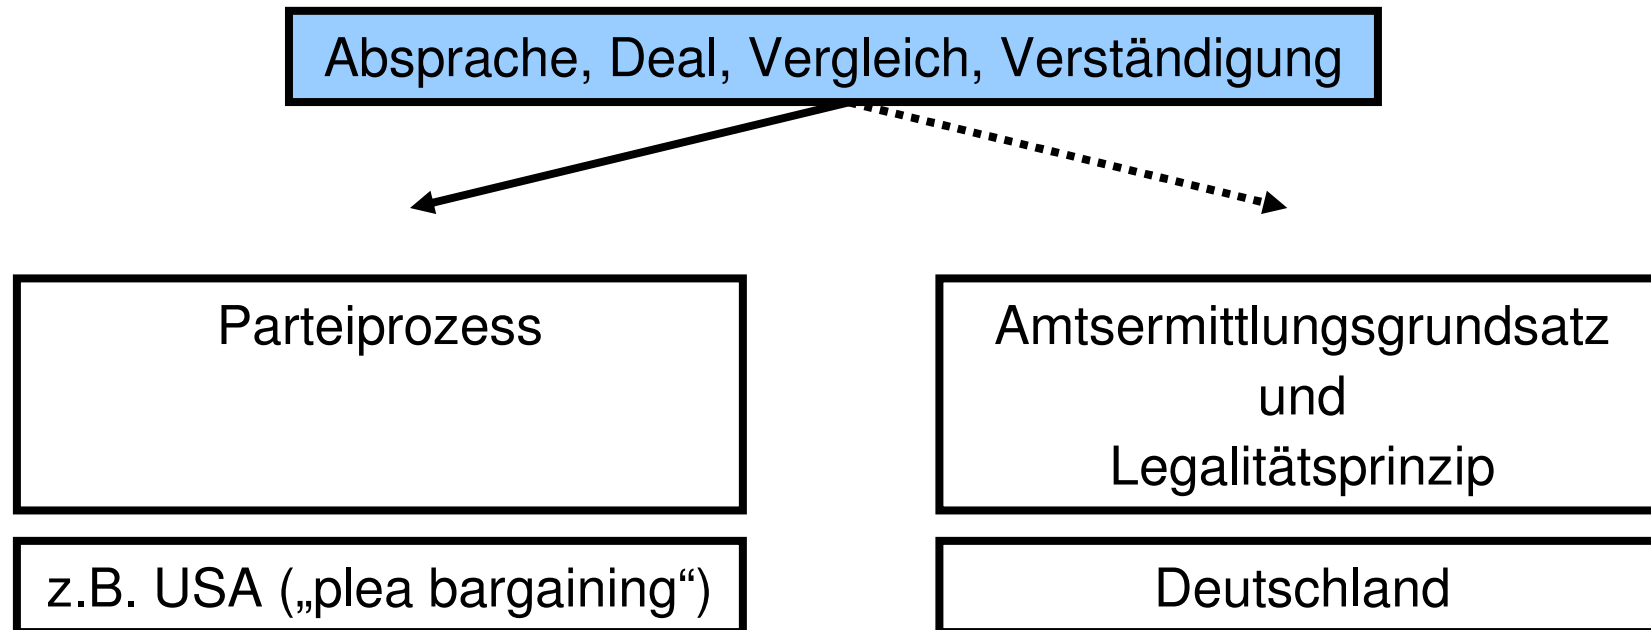 Absprache, Deal, Vergleich, Verständigung
Parteiprozess
Amtsermittlungsgrundsatz
und
Legalitätsprinzip
z.B. USA („plea bargaining“)
Deutschland